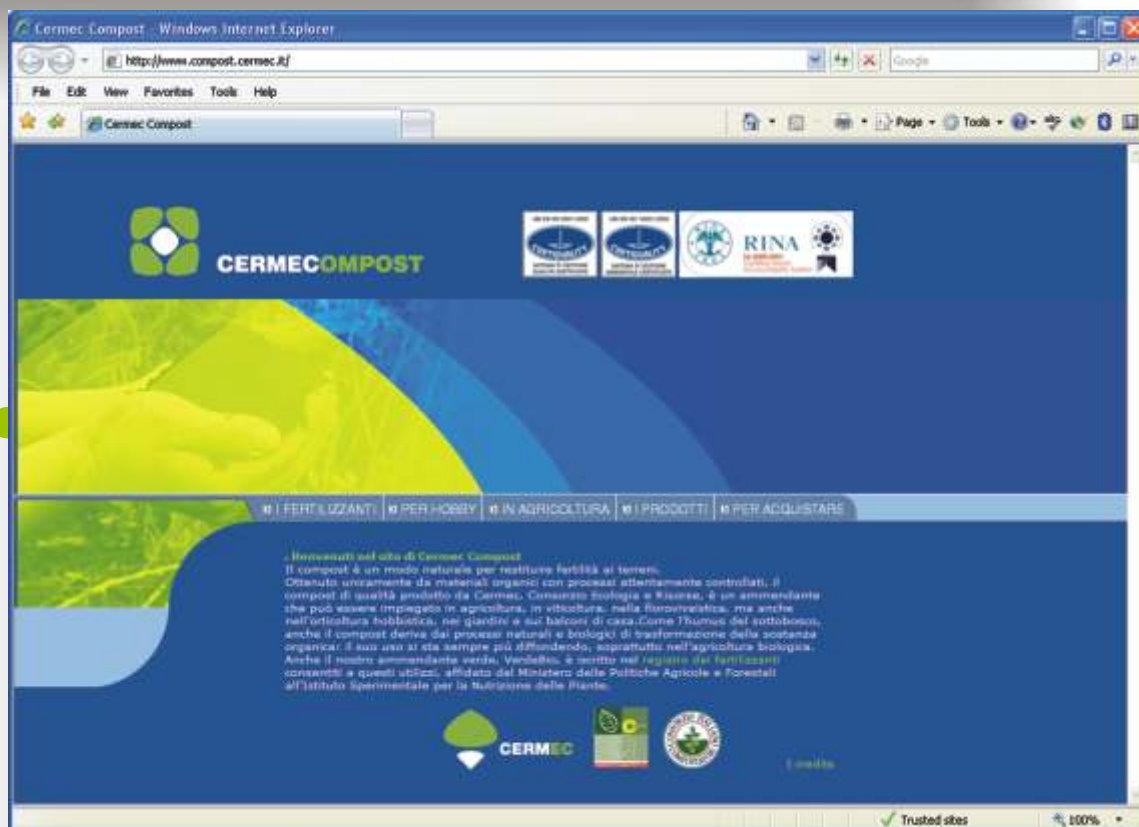 Cermec Compost - Windows Internet Explorer
http://www.compost.cermec.it/
Google
File Edit View Favorites Tools Help
Cermec Compost
Page Tools
CERMECOMPOST
RINA
I FERTILIZZANTI PER HOBBY IN AGRICOLTURA I PRODOTTI PER ACQUISTARE
Benvenuti nel sito di Cermec Compost
Il compost è un modo naturale per restituire fertilità ai terreni.
Ottenuto unicamente da materiali organici con processi attentamente controllati, il
compost di qualità prodotto da Cermec, Consorzio Ecologia e Risorse, è un ammendante
che può essere impiegato in agricoltura, in viticoltura, nella florovivaistica, ma anche
nell'orticoltura hobbistica, nei giardini e sui balconi di casa.Come l'humus del sottobosco,
anche il compost deriva dai processi naturali e biologici di trasformazione della sostanza
organica: il suo uso si sta sempre più diffondendo, soprattutto nell'agricoltura biologica.
Anche il nostro ammendante verde, VerdeBio, è iscritto nel registro dei fertilizzanti
consentiti a questi utilizzi, affidato dal Ministero delle Politiche Agricole e Forestali
all'Istituto Sperimentale per la Nutrizione delle Piante.
CERMEC
credits
Trusted sites 100%